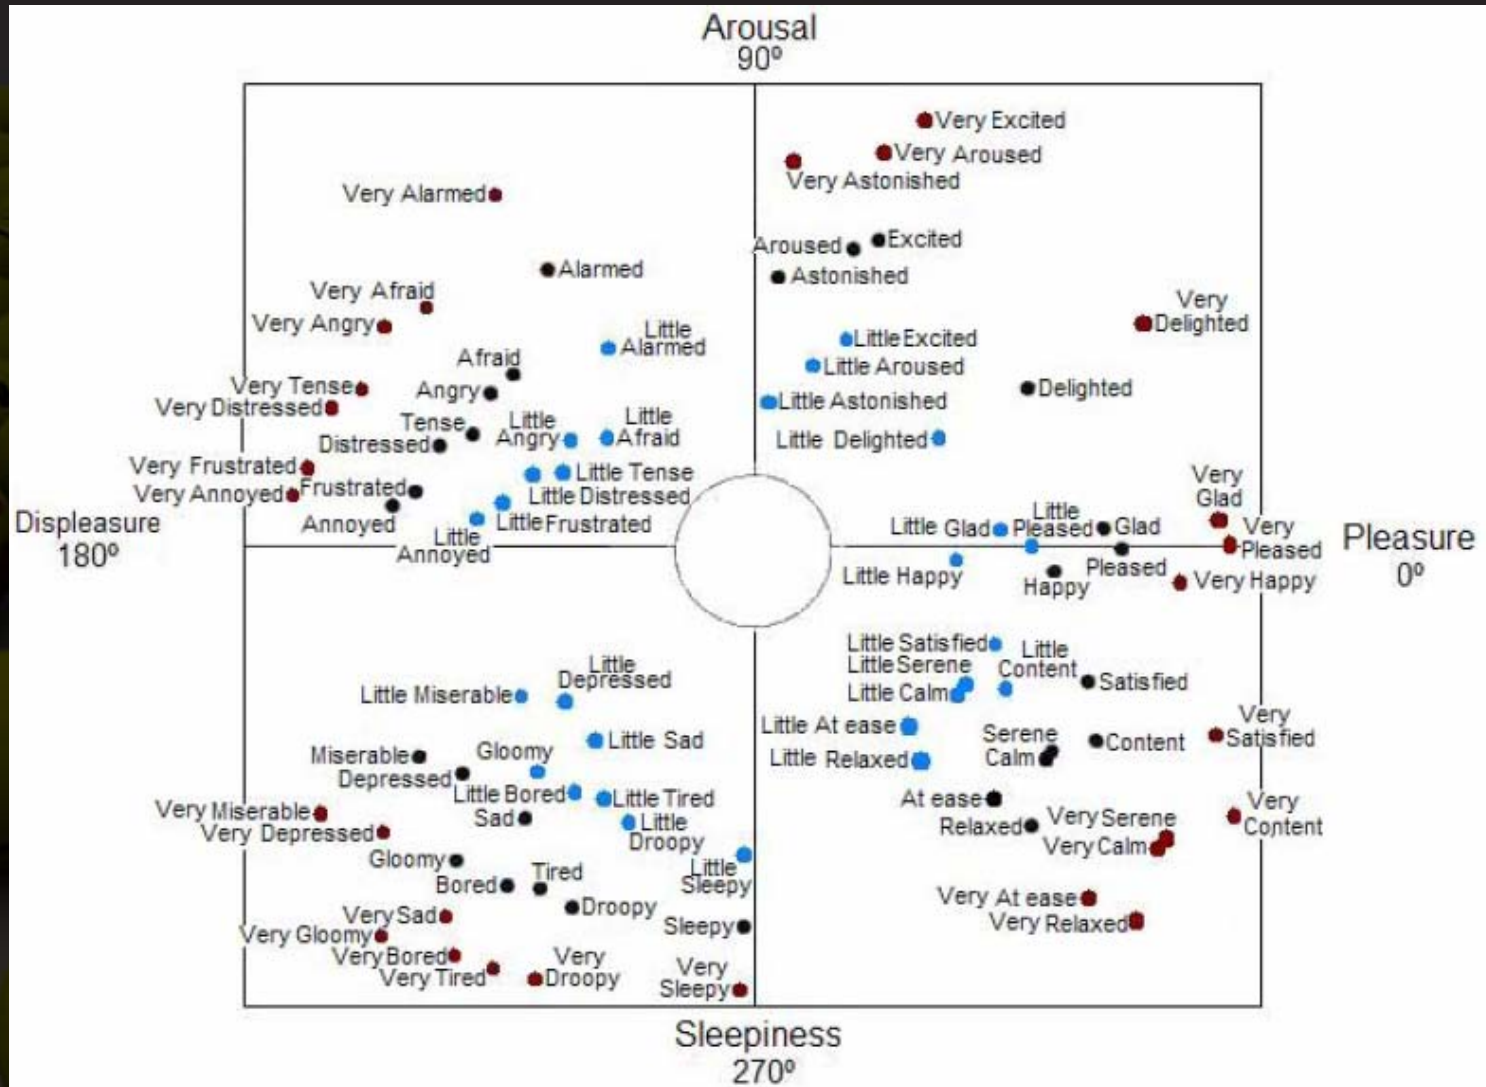 Arousal
90º
Very Excited
Very Aroused
Very Astonished
Very Alarmed
Aroused
Excited
Astonished
Alarmed
Very Afraid
Very Angry
Very
Delighted
Little
Alarmed
Little Excited
Little Aroused
Afraid
Angry
Very Tense
Very Distressed
Delighted
Little Astonished
Tense
Distressed
Little
Angry
Little
Afraid
Little Delighted
Very Frustrated
Very Annoyed
Frustrated
Annoyed
Little Tense
Little Distressed
Little Frustrated
Little
Annoyed
Displeasure
180º
Little Glad
Little
Pleased
Glad
Very
Glad
Very
Pleased
Pleasure
0º
Little Happy
Happy
Pleased
Very Happy
Little Satisfied
Little Serene
Little Calm
Little
Content
Satisfied
Little
Depressed
Little Miserable
Little At ease
Little Relaxed
Serene
Calm
Content
Very
Satisfied
Little Sad
Gloomy
Miserable
Depressed
Little Bored
Little Tired
Sad
Little
Droopy
At ease
Relaxed
Very Serene
Very Calm
Very
Content
Very Miserable
Very Depressed
Gloomy
Bored
Tired
Droopy
Little
Sleepy
Very At ease
Very Relaxed
Very Sad
Very Gloomy
Very Bored
Very Tired
Very
Droopy
Sleepy
Very
Sleepy
Sleepiness
270º